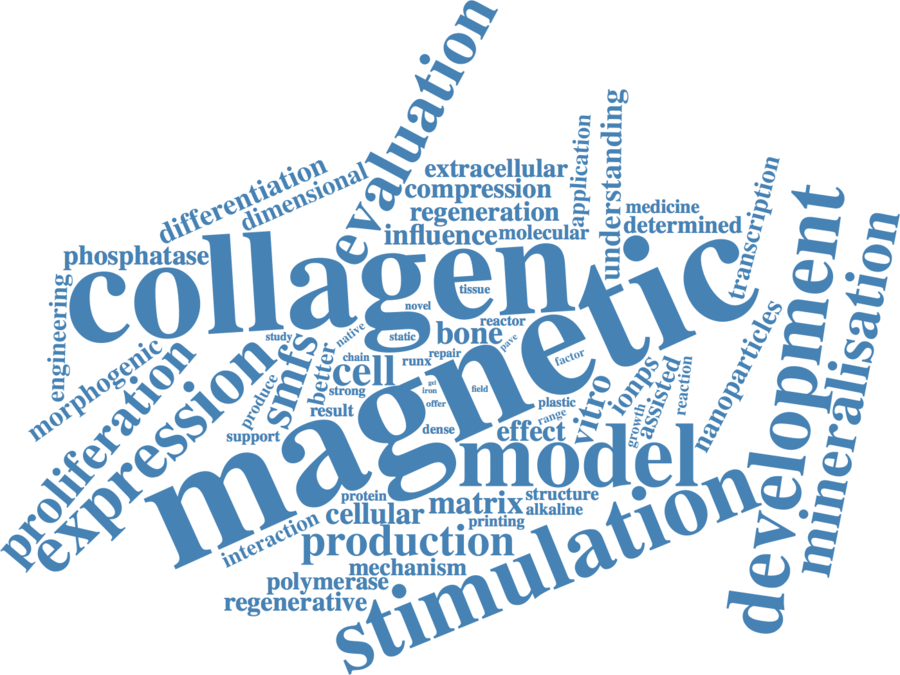 evaluation
understanding
application
extracellular
differentiation
dimensional
compression
regeneration
medicine
transcription
determined
influence
molecular
phosphatase
collagen
development
mineralisation
engineering
tissue
magnetic
novel
reactor
bone
study
native
static
nanoparticles
morphogenic
proliferation
expression
smfs
better
chain
cell
runx
repair
pave
factor
produce
strong
gel
iron
field
offer
plastic
vitro
ionps
growth
assisted
reaction
result
range
support
dense
effect
model
protein
matrix
structure
alkaline
interaction
cellular
printing
stimulation
production
mechanism
polymerase
regenerative